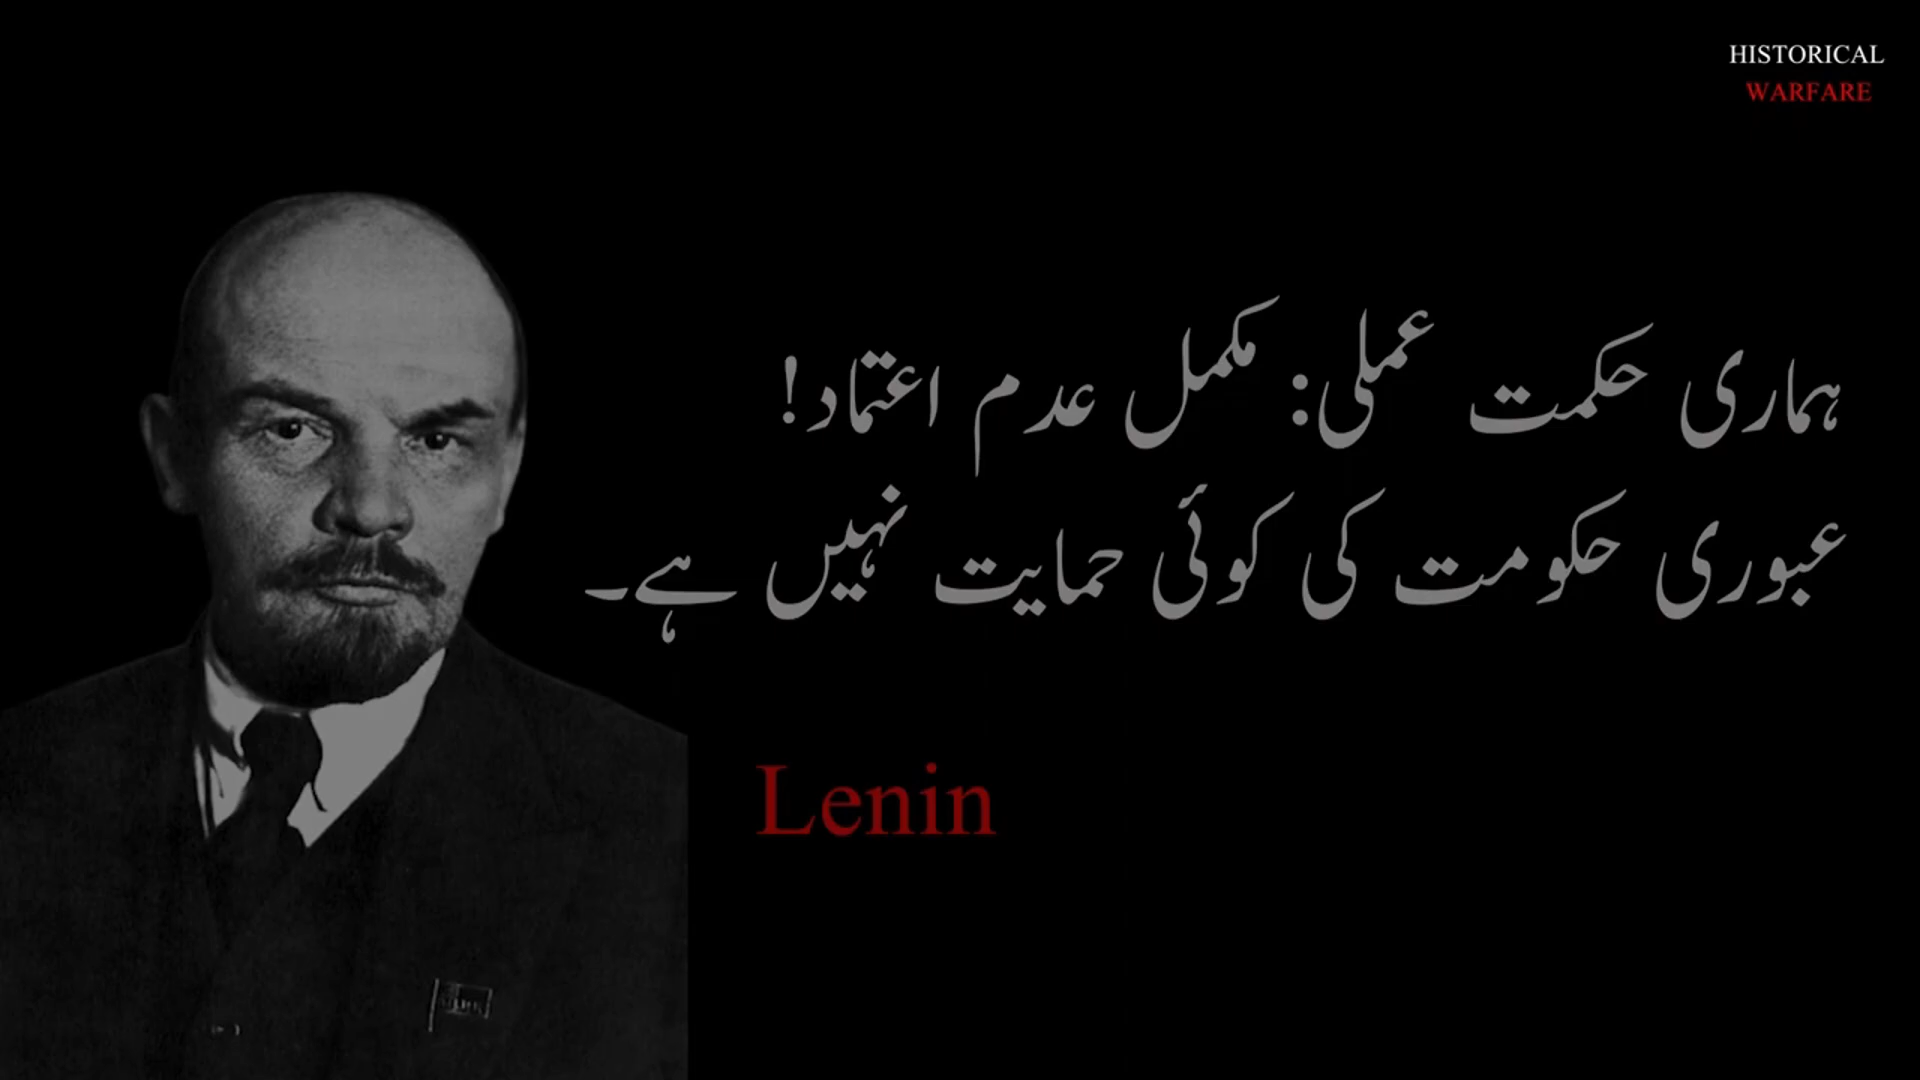 HISTORICAL
WARFARE
ہماری حکمت عملی: مکمل عدم اعتماد!
عبوری حکومت کی کوئی حمایت نہیں ہے۔
Lenin